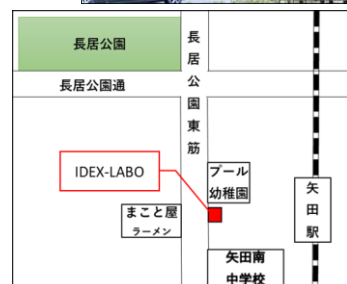 長居公園
長居公園通
長居公園東筋
IDEX-LABO
プール
幼稚園
まこと屋
ラーメン
矢田駅
矢田南
中学校